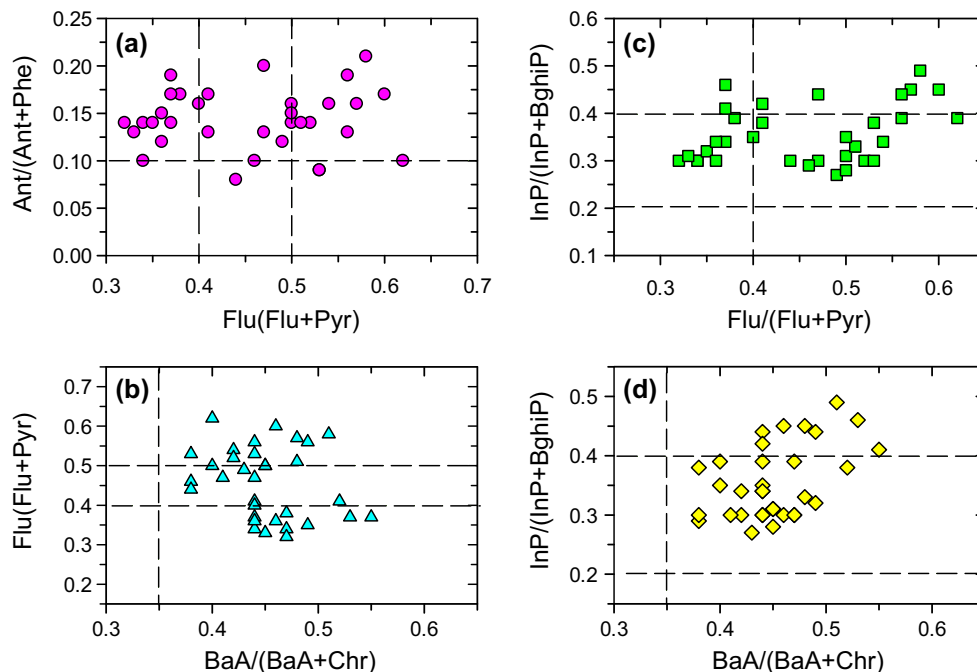 (a)
Ant/(Ant+Phe)
0.25
0.20
0.15
0.10
0.05
0.00
0.3 0.4 0.5 0.6 0.7
Flu(Flu+Pyr)
(c)
InP/(InP+BghiP)
0.6
0.5
0.4
0.3
0.2
0.1
0.3 0.4 0.5 0.6
Flu/(Flu+Pyr)
(b)
Flu(Flu+Pyr)
0.7
0.6
0.5
0.4
0.3
0.2
0.3 0.4 0.5 0.6
BaA/(BaA+Chr)
(d)
InP/(InP+BghiP)
0.5
0.4
0.3
0.2
0.3 0.4 0.5 0.6
BaA/(BaA+Chr)